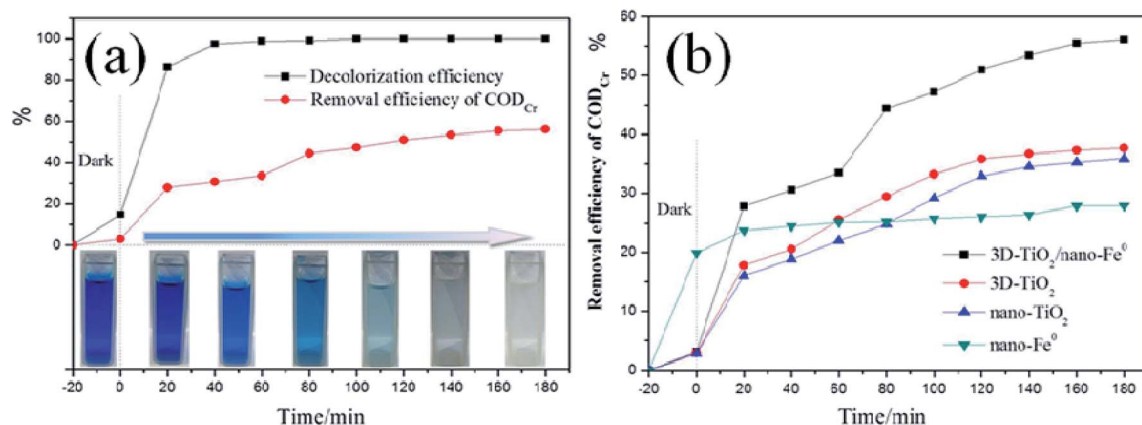 (a)
%
100
80
60
40
20
0
Decolorization efficiency
Removal efficiency of COD_Cr
Dark
-20 0 20 40 60 80 100 120 140 160 180
Time/min
(b)
Removal efficiency of COD_Cr %
60
50
40
30
20
10
0
Dark
3D-TiO₂/nano-Fe⁰
3D-TiO₂
nano-TiO₂
nano-Fe⁰
-20 0 20 40 60 80 100 120 140 160 180
Time/min